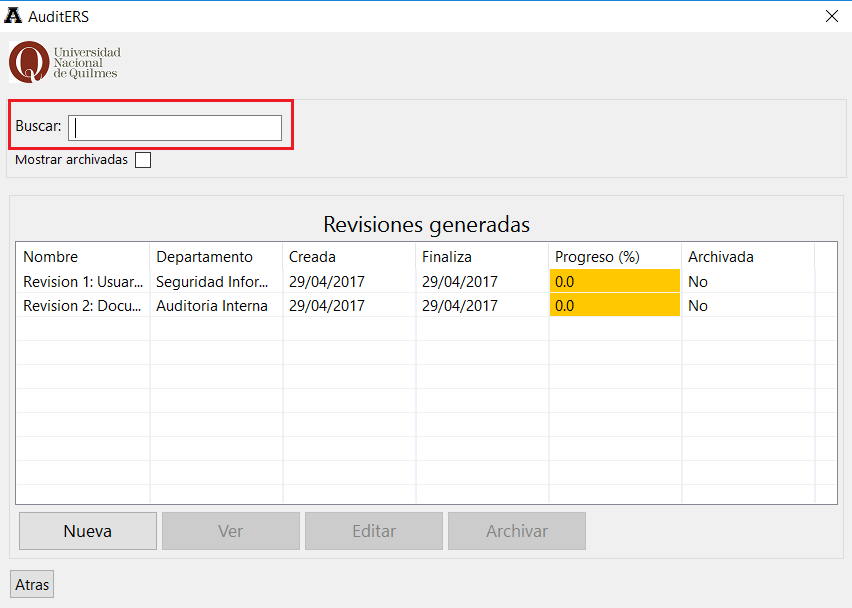 AuditERS
Universidad
Nacional
de Quilmes
Buscar:
Mostrar archivadas
Revisiones generadas
Nombre Departamento Creada Finaliza Progreso (%) Archivada
Revision 1: Usuar... Seguridad Infor... 29/04/2017 29/04/2017 0.0 No
Revision 2: Docu... Auditoria Interna 29/04/2017 29/04/2017 0.0 No
Nueva Ver Editar Archivar
Atras